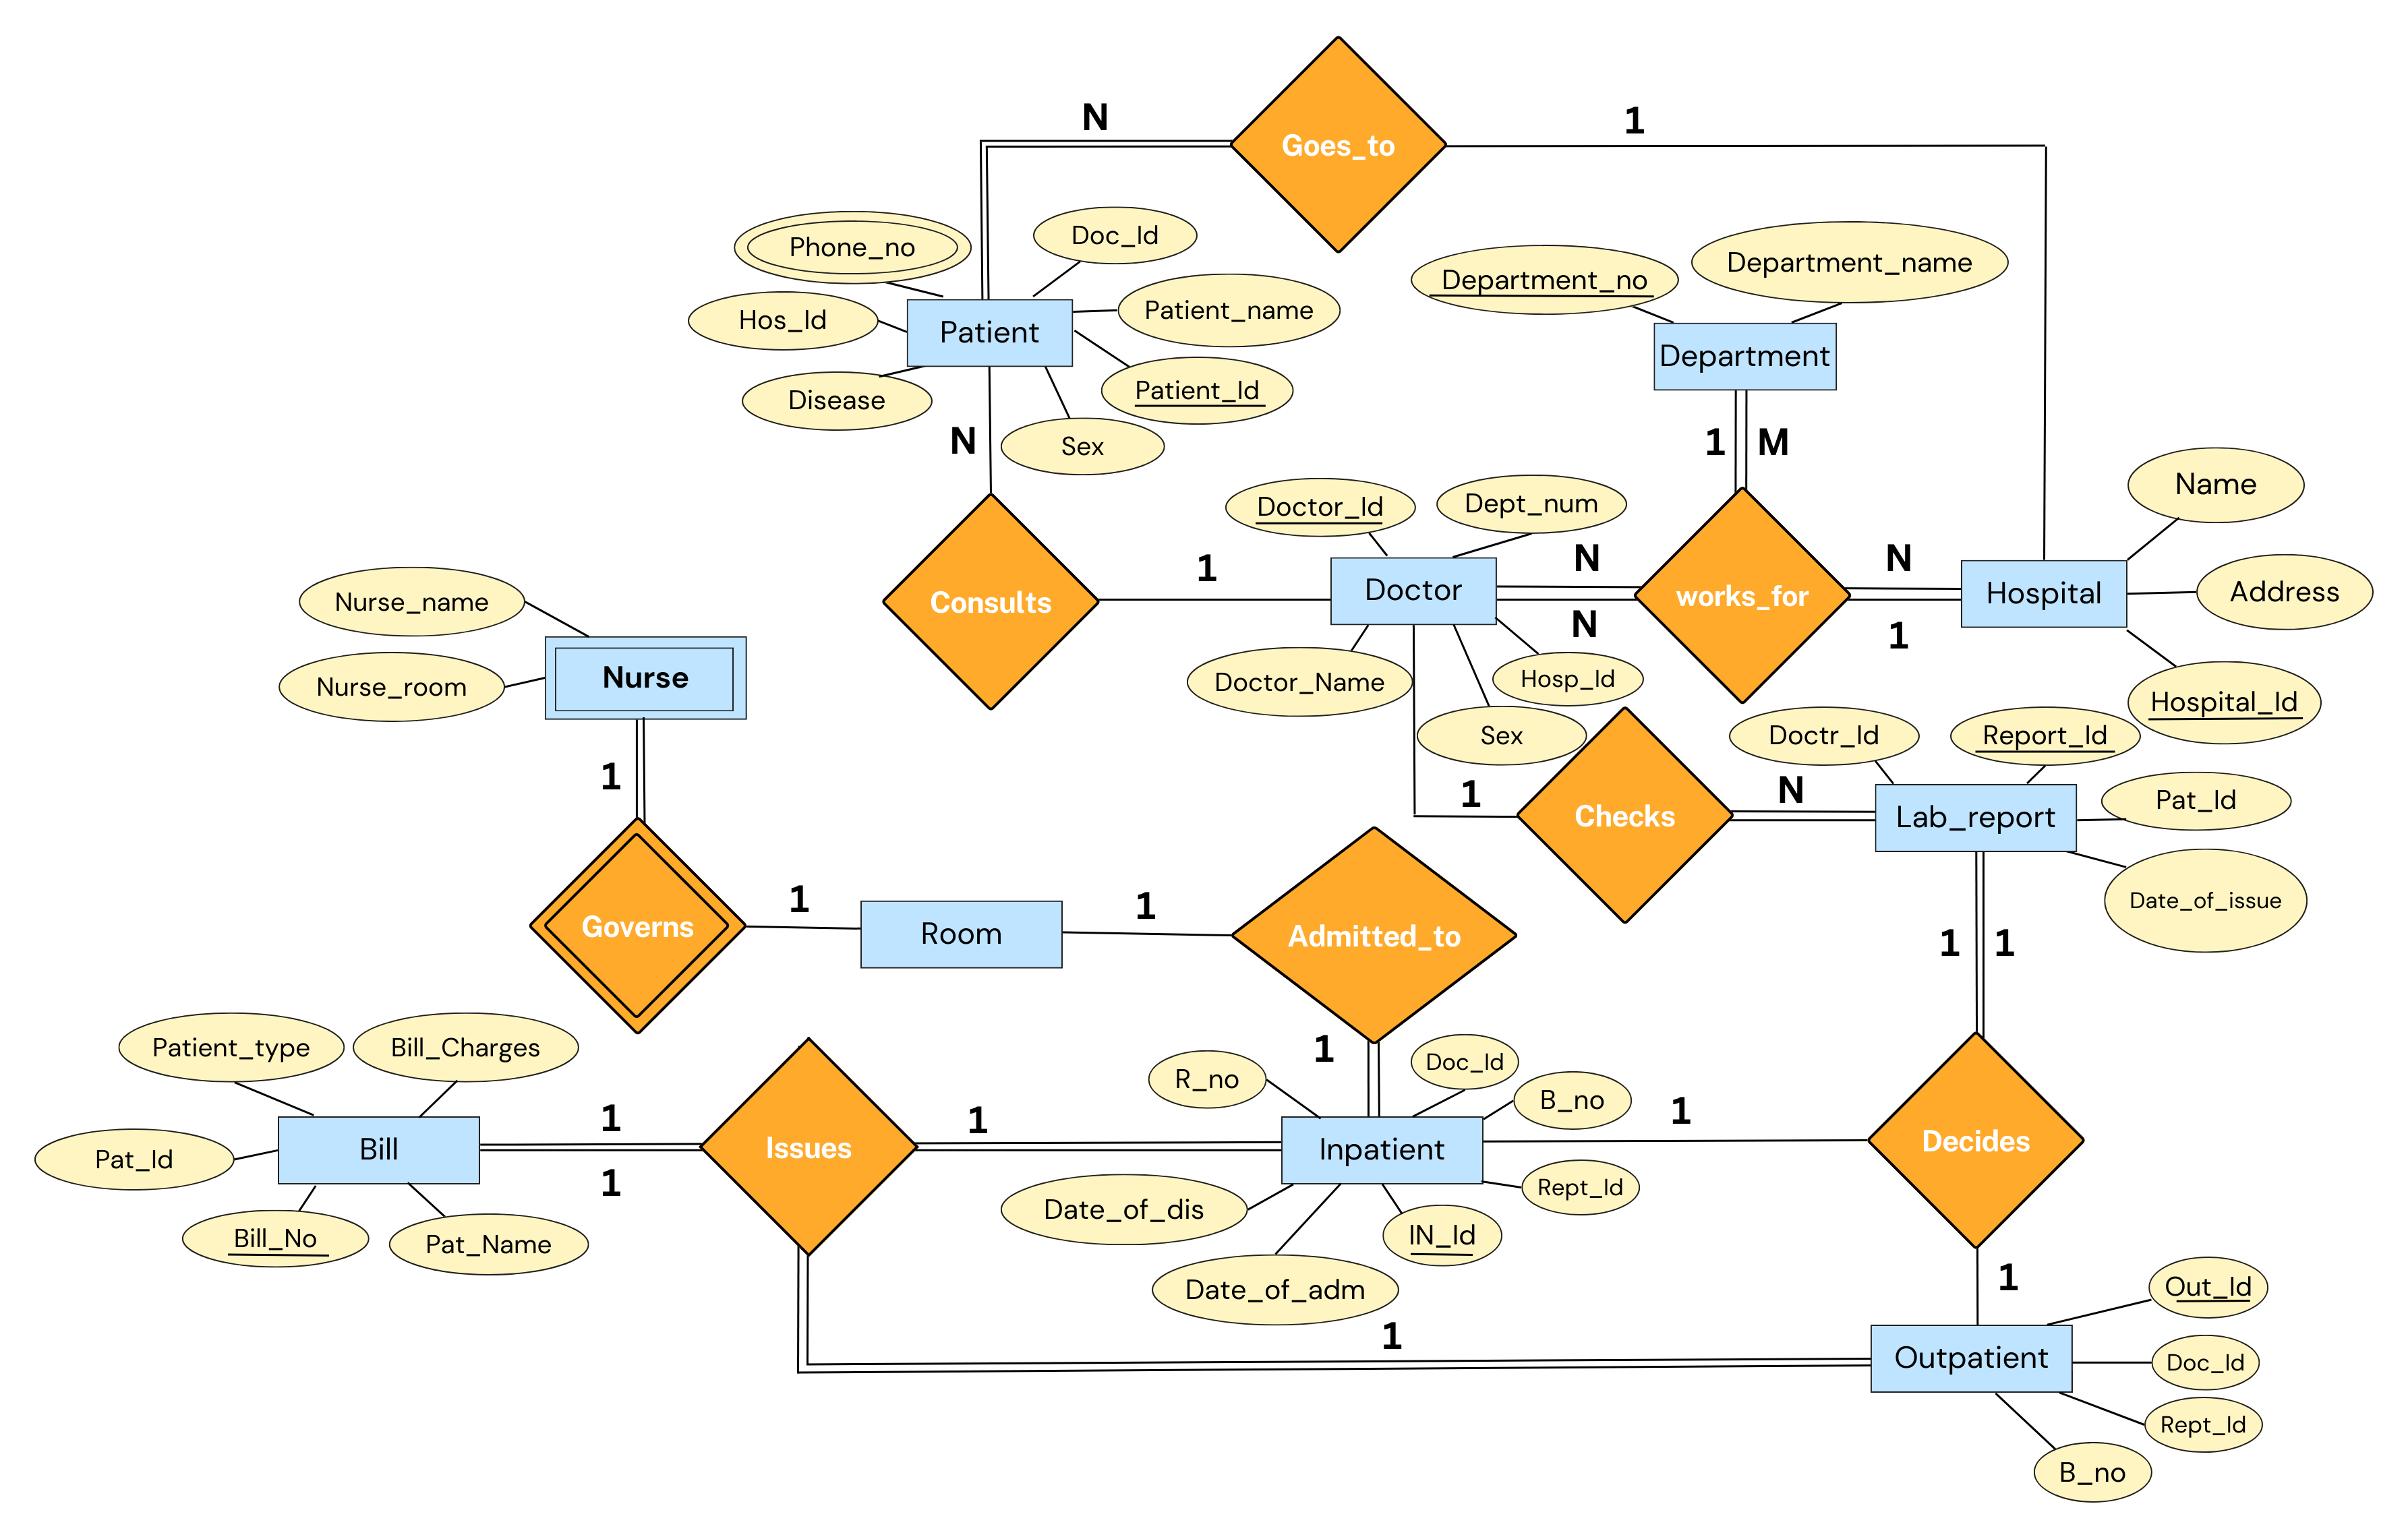 N
1
Goes_to
Phone_no
Doc_Id
Hos_Id
Patient
Patient_name
Disease
Patient_Id
Sex
N
Department_no
Department_name
Department
1
M
Consults
1
Doctor_Id
Dept_num
Doctor
N
N
works_for
N
1
Hospital
Name
Address
Hospital_Id
Doctor_Name
Sex
Hosp_Id
Nurse_name
Nurse_room
Nurse
1
Governs
1
Room
1
Admitted_to
1
1
Checks
N
Doctr_Id
Report_Id
Lab_report
Pat_Id
Date_of_issue
1
1
Patient_type
Bill_Charges
Pat_Id
Bill
Bill_No
Pat_Name
1
1
Issues
1
R_no
Doc_Id
B_no
Inpatient
Rept_Id
Date_of_dis
IN_Id
Date_of_adm
1
Decides
1
1
Outpatient
Out_Id
Doc_Id
Rept_Id
B_no